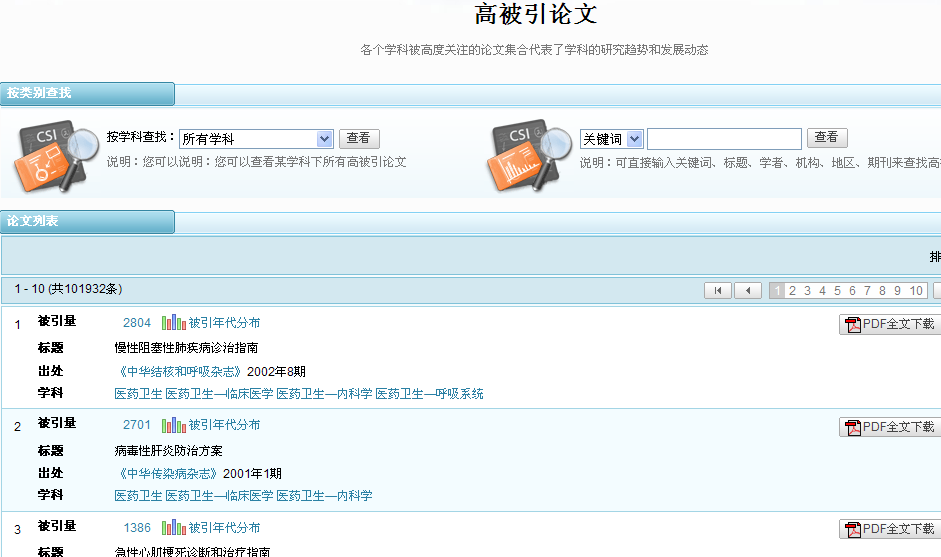 高被引论文
各个学科被高度关注的论文集合代表了学科的研究趋势和发展动态
按类别查找
CSI
按学科查找：所有学科 查看
说明：您可以说明：您可以查看某学科下所有高被引论文
CSI
关键词 查看
说明：可直接输入关键词、标题、学者、机构、地区、期刊来查找高
论文列表
排
1 - 10 (共101932条) 1 2 3 4 5 6 7 8 9 10
1 被引量 2804 被引年代分布 PDF全文下载
标题 慢性阻塞性肺疾病诊治指南
出处 《中华结核和呼吸杂志》2002年8期
学科 医药卫生 医药卫生—临床医学 医药卫生—内科学 医药卫生—呼吸系统
2 被引量 2701 被引年代分布 PDF全文下载
标题 病毒性肝炎防治方案
出处 《中华传染病杂志》2001年1期
学科 医药卫生 医药卫生—临床医学 医药卫生—内科学
3 被引量 1386 被引年代分布 PDF全文下载
标题 急性心肌梗死诊断和治疗指南